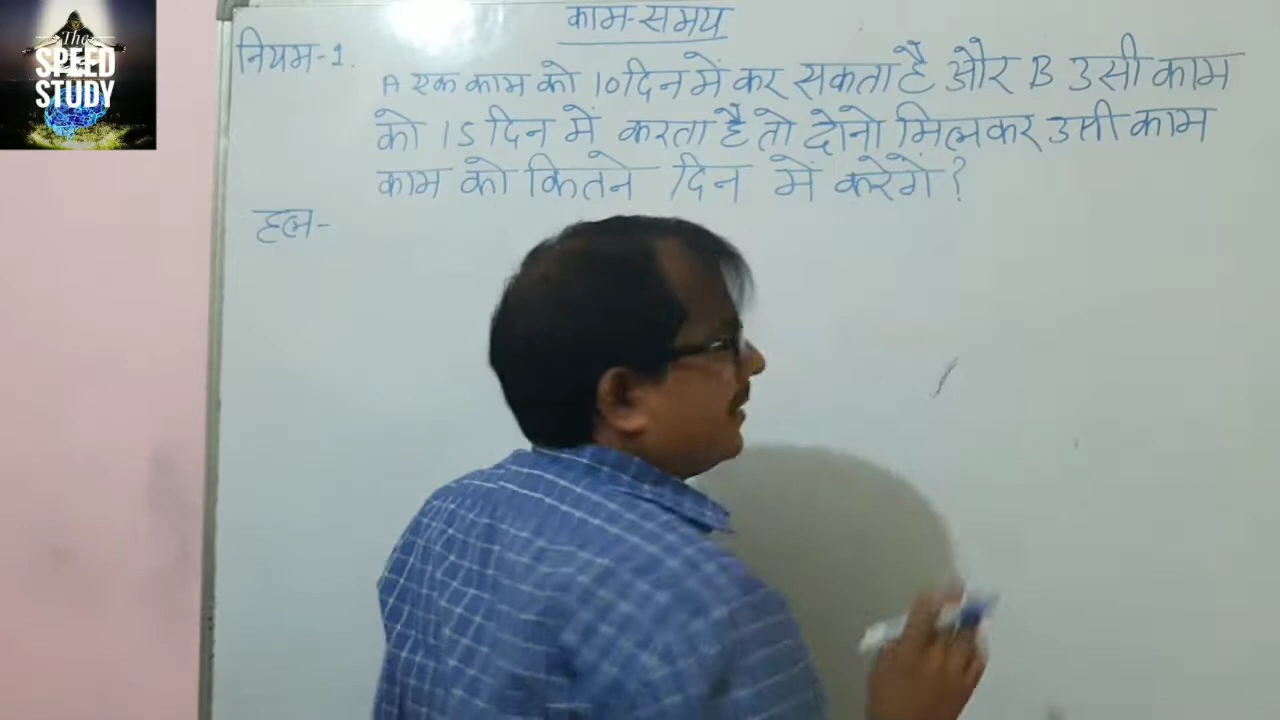 The
SPEED
STUDY
काम-समय
नियम-1.
A एक काम को 10 दिन में कर सकता है और B उसी काम
को 15 दिन में करता है तो दोनो मिलकर उसी काम
काम को कितने दिन में करेगें?
हल-